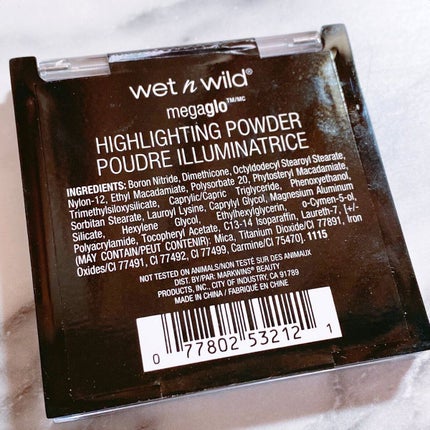 wet n wild®
megaglo™/MC
HIGHLIGHTING POWDER
POUDRE ILLUMINATRICE
INGREDIENTS: Boron Nitride, Dimethicone, Octyldodecyl Stearoyl Stearate,
Nylon-12, Ethyl Macadamiate, Polysorbate 20, Phytosteryl Macadamiate,
Trimethylsiloxysilicate, Caprylic/Capric Triglyceride, Phenoxyethanol,
Sorbitan Stearate, Lauroyl Lysine, Caprylyl Glycol, Magnesium Aluminum
Silicate, Hexylene Glycol, Ethylhexylglycerin, o-Cymen-5-ol,
Polyacrylamide, Tocopheryl Acetate, C13-14 Isoparaffin, Laureth-7, [+/-
(MAY CONTAIN/PEUT CONTENIR): Mica, Titanium Dioxide/CI 77891, Iron
Oxides/CI 77491, CI 77492, CI 77499, Carmine/CI 75470]. 1115
NOT TESTED ON ANIMALS/NON TESTÉ SUR DES ANIMAUX
DIST. BY/PAR: MARKWINS® BEAUTY
PRODUCTS, INC., CITY OF INDUSTRY, CA 91789
MADE IN CHINA / FABRIQUÉ EN CHINE
0 77802 53212 1